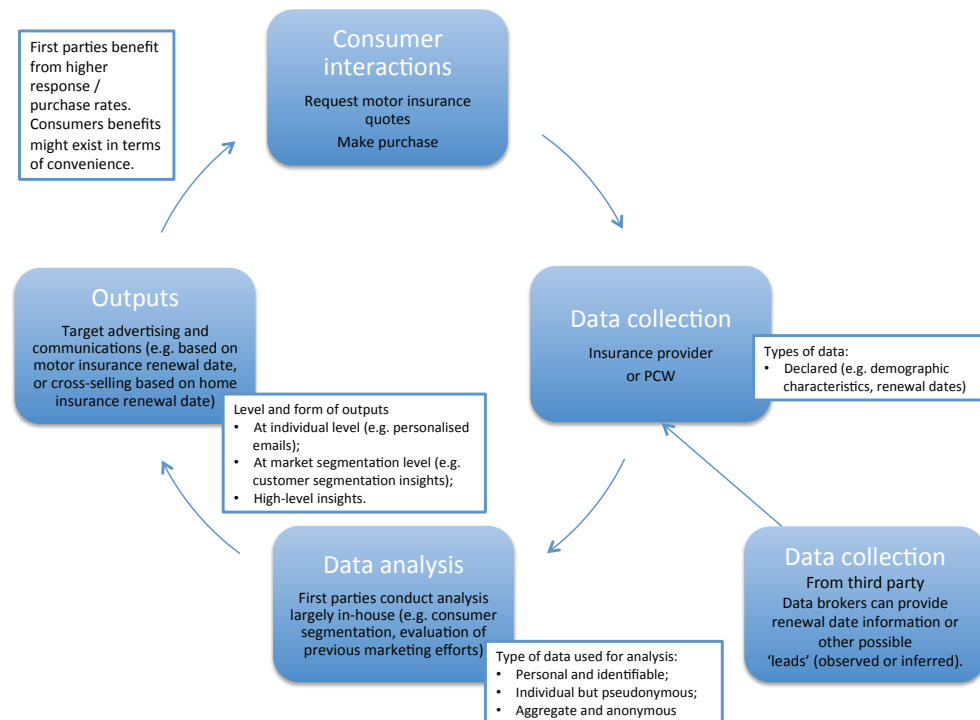 First parties benefit
from higher
response /
purchase rates.
Consumers benefits
might exist in terms
of convenience.
Consumer
interactions
Request motor insurance
quotes
Make purchase
Outputs
Target advertising and
communications (e.g. based on
motor insurance renewal date,
or cross-selling based on home
insurance renewal date)
Data collection
Insurance provider
or PCW
Types of data:
• Declared (e.g. demographic
characteristics, renewal dates)
Level and form of outputs
• At individual level (e.g. personalised
emails);
• At market segmentation level (e.g.
customer segmentation insights);
• High-level insights.
Data analysis
First parties conduct analysis
largely in-house (e.g. consumer
segmentation, evaluation of
previous marketing efforts)
Type of data used for analysis:
• Personal and identifiable;
• Individual but pseudonymous;
• Aggregate and anonymous
Data collection
From third party
Data brokers can provide
renewal date information or
other possible
‘leads’ (observed or inferred).